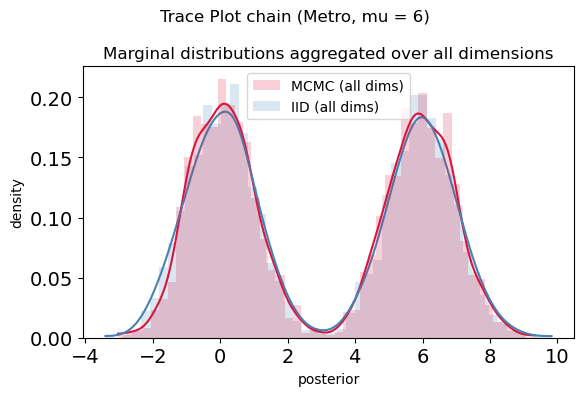 Trace Plot chain (Metro, mu = 6)
Marginal distributions aggregated over all dimensions
MCMC (all dims)
IID (all dims)
density
0.20
0.15
0.10
0.05
0.00
−4 −2 0 2 4 6 8 10
posterior